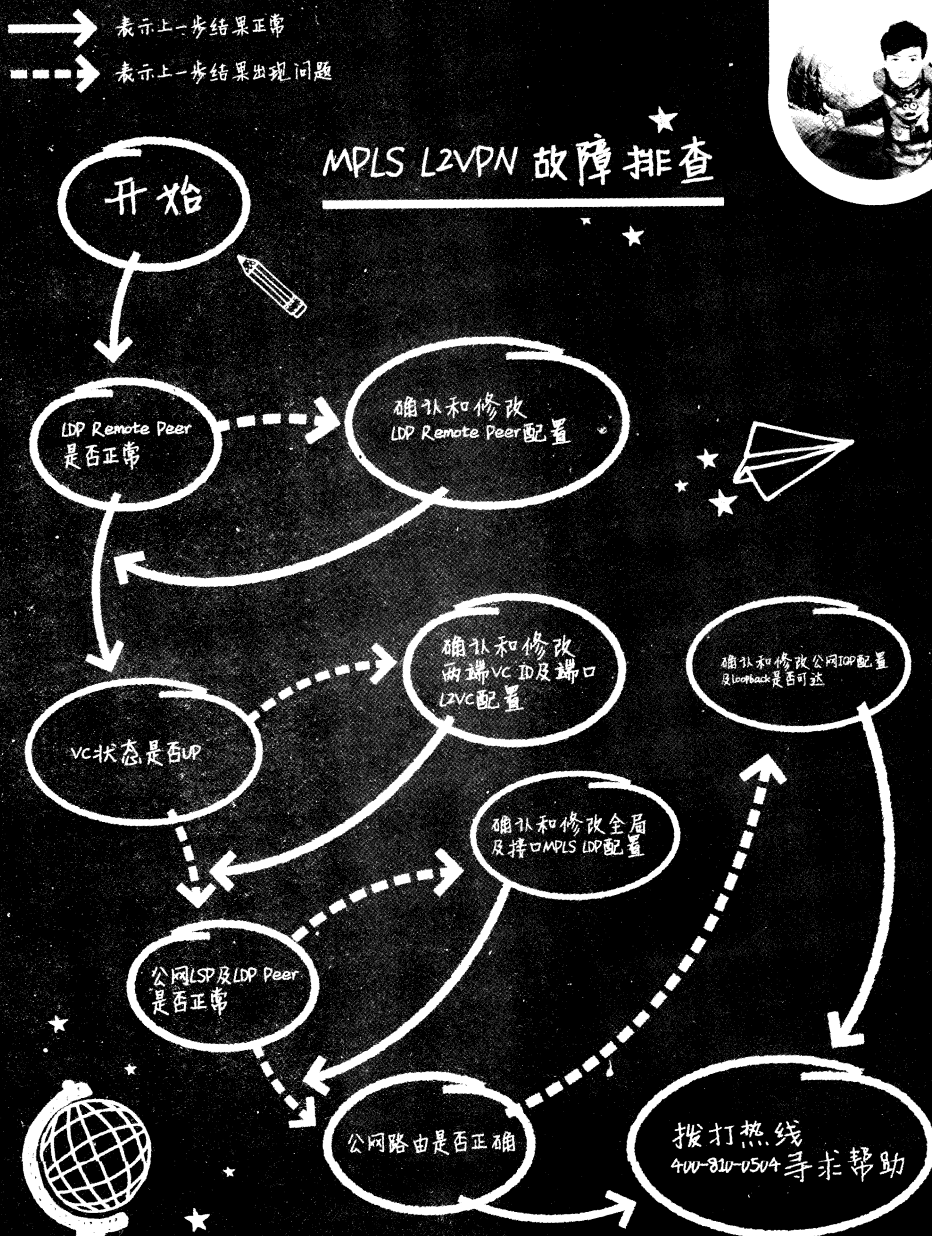 表示上一步结果正常
表示上一步结果出现问题
MPLS L2VPN 故障排查
开始
LDP Remote Peer
是否正常
确认和修改
LDP Remote Peer配置
确认和修改
两端VC ID及端口
L2VC配置
确认和修改公网IGP配置
及Loopback是否可达
VC状态是否UP
确认和修改全局
及接口MPLS LDP配置
公网LSP及LDP Peer
是否正常
公网路由是否正确
拨打热线
400-810-0504寻求帮助